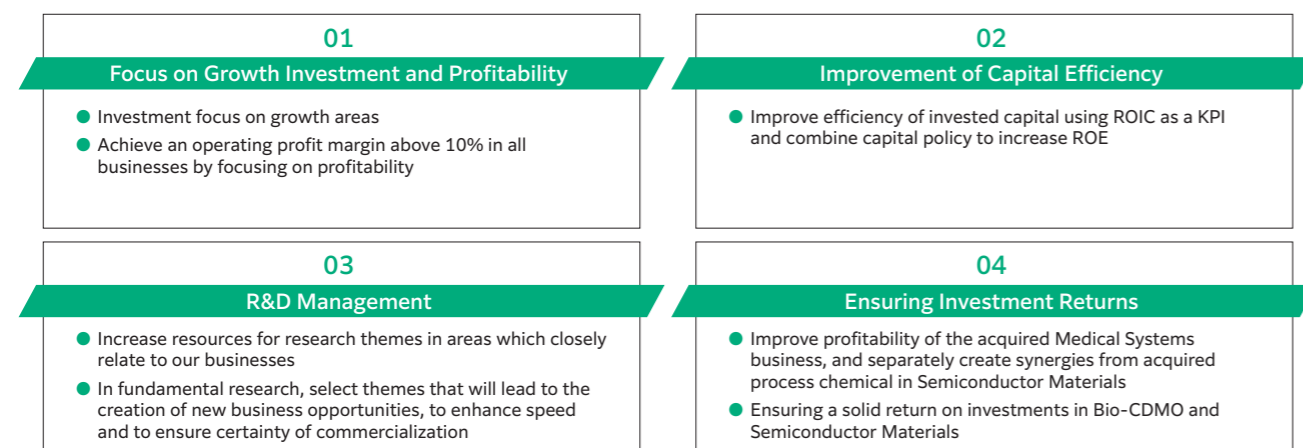 01
Focus on Growth Investment and Profitability
● Investment focus on growth areas
● Achieve an operating profit margin above 10% in all
businesses by focusing on profitability
02
Improvement of Capital Efficiency
● Improve efficiency of invested capital using ROIC as a KPI
and combine capital policy to increase ROE
03
R&D Management
● Increase resources for research themes in areas which closely
relate to our businesses
● In fundamental research, select themes that will lead to the
creation of new business opportunities, to enhance speed
and to ensure certainty of commercialization
04
Ensuring Investment Returns
● Improve profitability of the acquired Medical Systems
business, and separately create synergies from acquired
process chemical in Semiconductor Materials
● Ensuring a solid return on investments in Bio-CDMO and
Semiconductor Materials